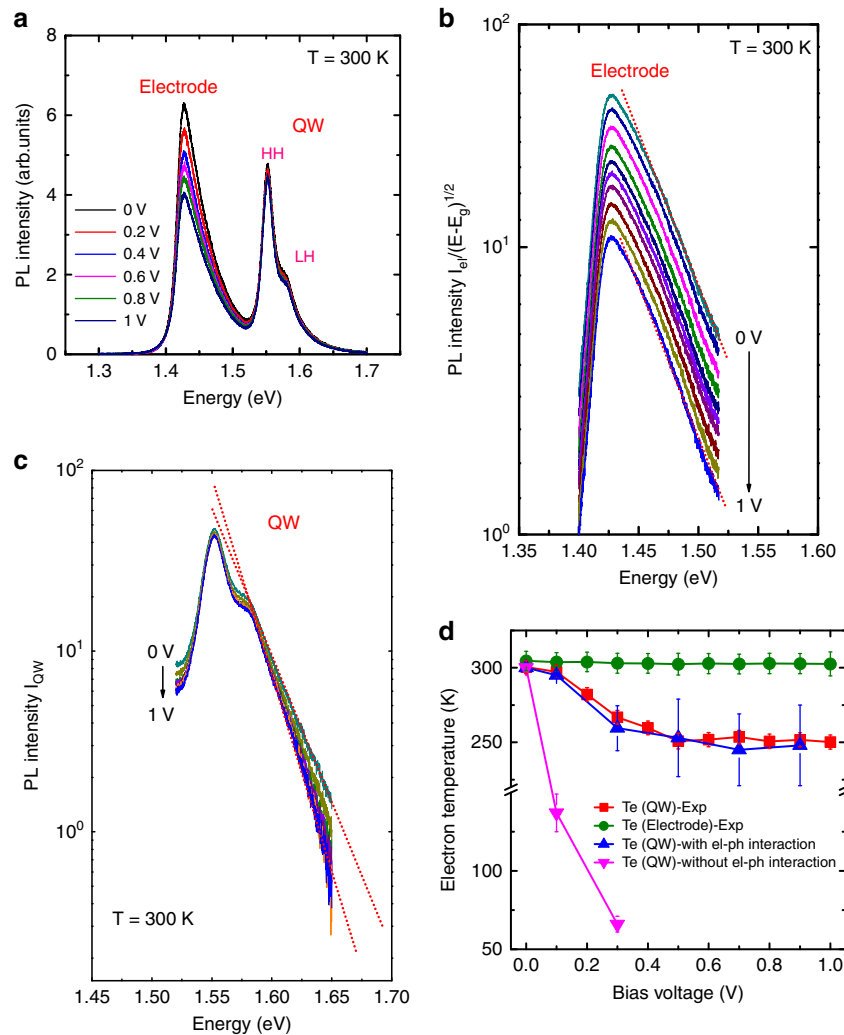 a
T = 300 K
Electrode
QW
HH
LH
0 V
0.2 V
0.4 V
0.6 V
0.8 V
1 V
PL intensity (arb.units)
8
6
4
2
0
1.3 1.4 1.5 1.6 1.7
Energy (eV)
b
T = 300 K
Electrode
0 V
1 V
PL intensity I_el/(E-E_g)^1/2
10^2
10^1
10^0
1.35 1.40 1.45 1.50 1.55 1.60
Energy (eV)
c
QW
0 V
1 V
T = 300 K
PL intensity I_QW
10^2
10^1
10^0
1.45 1.50 1.55 1.60 1.65 1.70
Energy (eV)
d
Te (QW)-Exp
Te (Electrode)-Exp
Te (QW)-with el-ph interaction
Te (QW)-without el-ph interaction
Electron temperature (K)
300
250
100
75
50
0.0 0.2 0.4 0.6 0.8 1.0
Bias voltage (V)